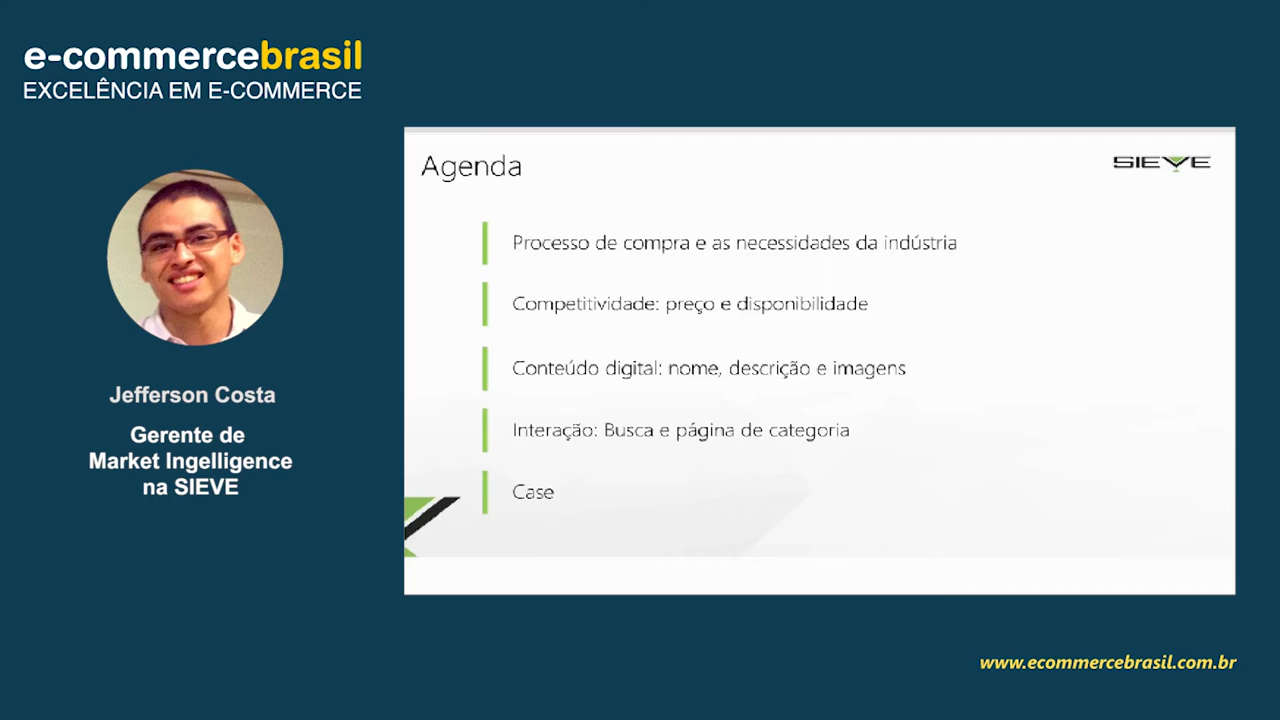 e-commercebrasil
EXCELÊNCIA EM E-COMMERCE
Jefferson Costa
Gerente de
Market Ingelligence
na SIEVE
Agenda
SIEVE
Processo de compra e as necessidades da indústria
Competitividade: preço e disponibilidade
Conteúdo digital: nome, descrição e imagens
Interação: Busca e página de categoria
Case
www.ecommercebrasil.com.br